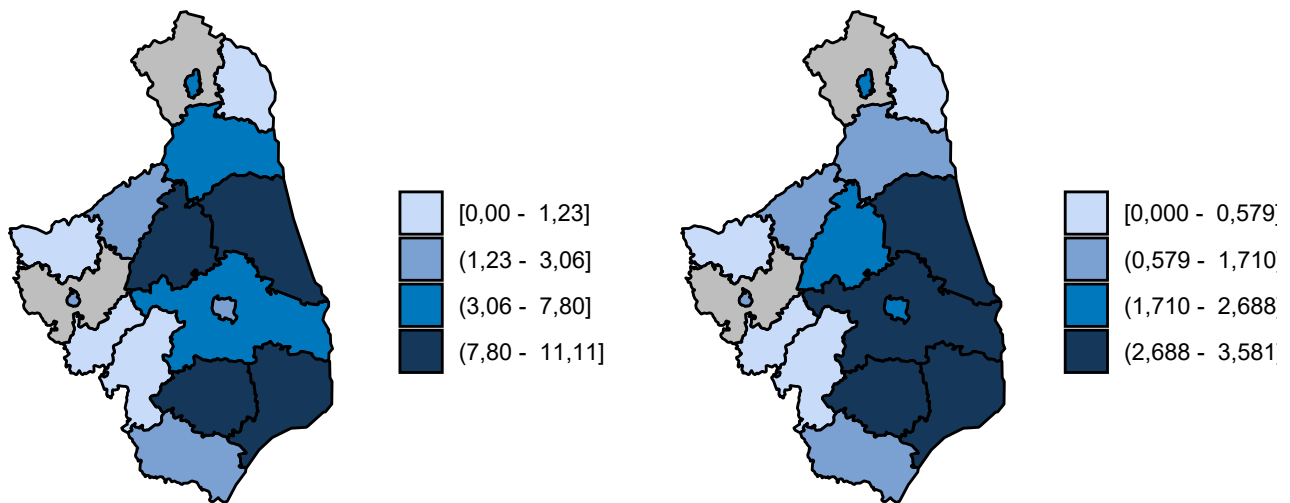 [0,00 - 1,23]
(1,23 - 3,06]
(3,06 - 7,80]
(7,80 - 11,11]
[0,000 - 0,579]
(0,579 - 1,710]
(1,710 - 2,688]
(2,688 - 3,581]